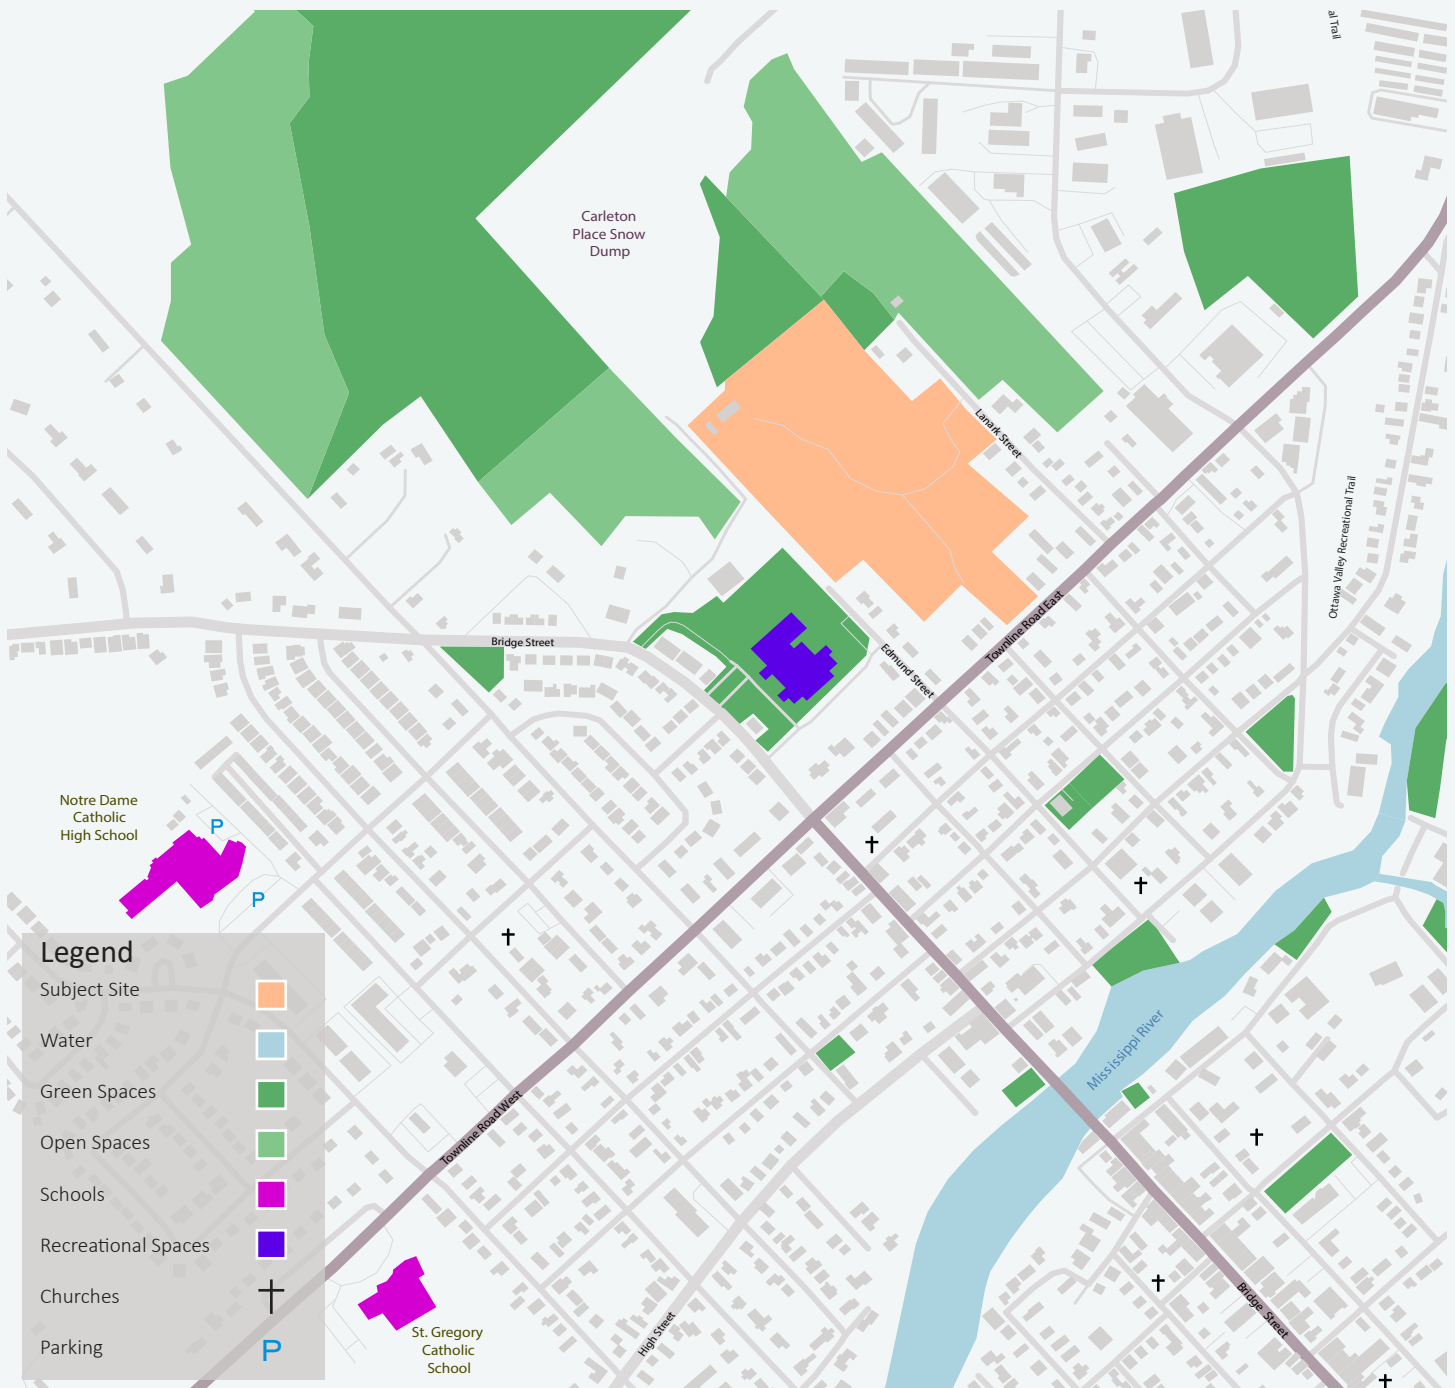 al Trail
Carleton
Place Snow
Dump
Lanark Street
Ottawa Valley Recreational Trail
Townline Road East
Bridge Street
Edmund Street
Notre Dame
Catholic
High School
P
P
Legend
Subject Site
Water
Green Spaces
Open Spaces
Schools
Recreational Spaces
Churches
Parking
P
Mississippi River
Townline Road West
Bridge Street
High Street
St. Gregory
Catholic
School